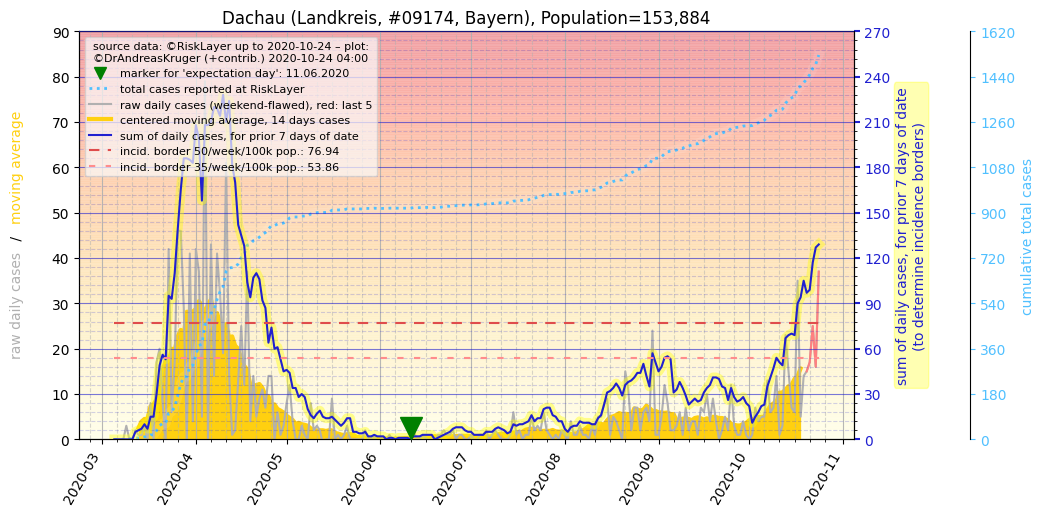 Dachau (Landkreis, #09174, Bayern), Population=153,884
source data: ©RiskLayer up to 2020-10-24 – plot:
©DrAndreasKruger (+contrib.) 2020-10-24 04:00
marker for 'expectation day': 11.06.2020
total cases reported at RiskLayer
raw daily cases (weekend-flawed), red: last 5
centered moving average, 14 days cases
sum of daily cases, for prior 7 days of date
incid. border 50/week/100k pop.: 76.94
incid. border 35/week/100k pop.: 53.86
raw daily cases / moving average
90
80
70
60
50
40
30
20
10
0
270
240
210
180
150
120
90
60
30
0
sum of daily cases, for prior 7 days of date
(to determine incidence borders)
1620
1440
1260
1080
900
720
540
360
180
0
cumulative total cases
2020-03
2020-04
2020-05
2020-06
2020-07
2020-08
2020-09
2020-10
2020-11